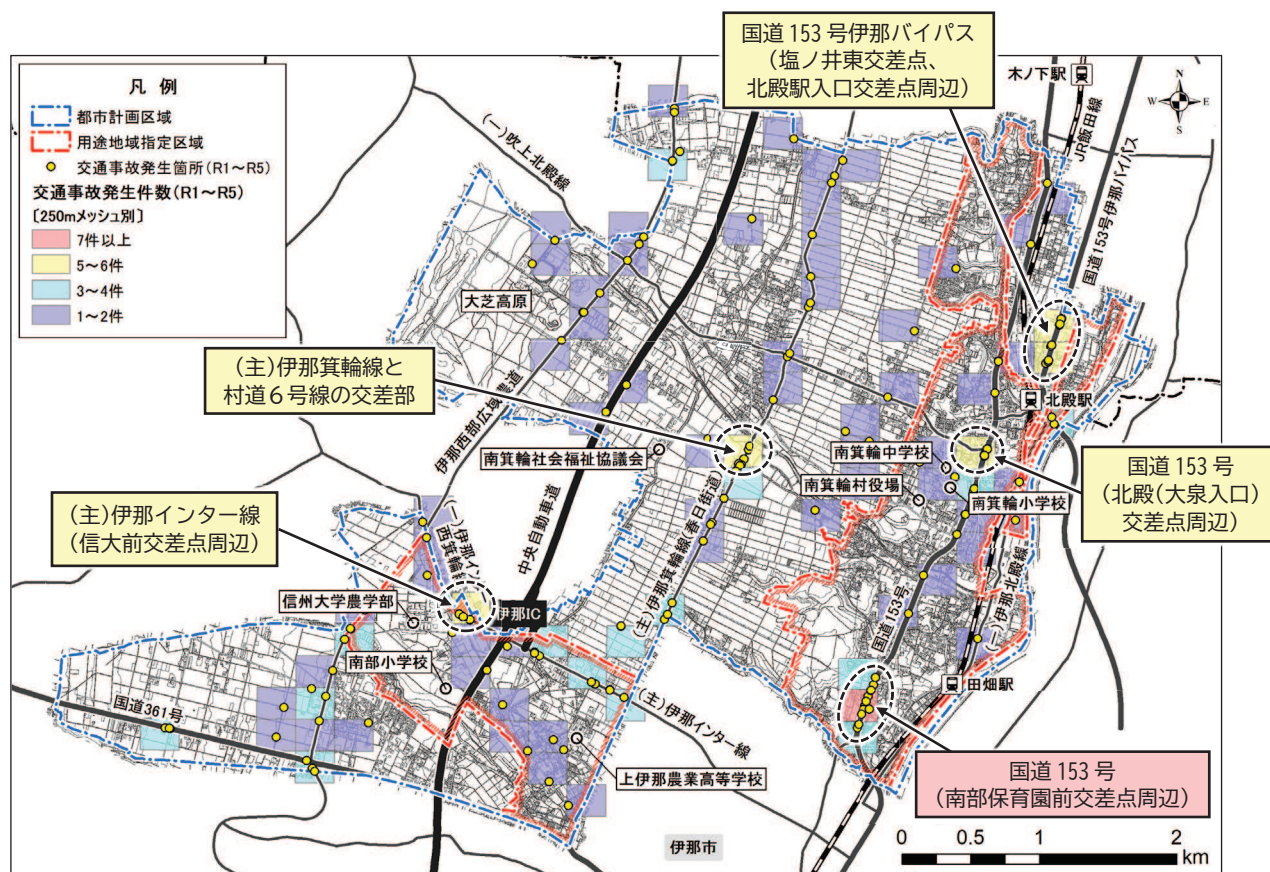 国道153号伊那バイパス
(塩ノ井東交差点、
北殿駅入口交差点周辺)
凡 例
都市計画区域
用途地域指定区域
交通事故発生箇所(R1～R5)
交通事故発生件数(R1～R5)
〔250mメッシュ別〕
7件以上
5～6件
3～4件
1～2件
木ノ下駅
N
W
E
S
JR飯田線
国道153号伊那バイパス
(一)吹上北殿線
大芝高原
(主)伊那箕輪線と
村道6号線の交差部
伊那西部広域農道
北殿駅
南箕輪社会福祉協議会
南箕輪中学校
南箕輪村役場
南箕輪小学校
国道153号
(北殿(大泉入口)
交差点周辺)
(主)伊那インター線
(信大前交差点周辺)
(一)伊那イン
西箕輪線
中央自動車道
(主)伊那箕輪線(春日街道)
信州大学農学部
伊那IC
国道153号
(一)伊那北殿線
南部小学校
田畑駅
国道361号
(主)伊那インター線
上伊那農業高等学校
国道153号
(南部保育園前交差点周辺)
伊那市
0 0.5 1 2
km